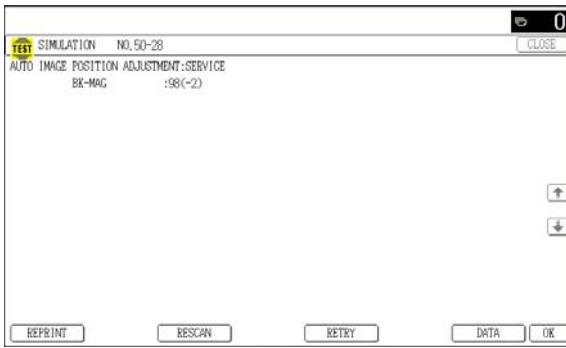 0
TEST SIMULATION NO.50-28 CLOSE
AUTO IMAGE POSITION ADJUSTMENT:SERVICE
BK-MAG :98(-2)
REPRINT RESCAN RETRY DATA OK